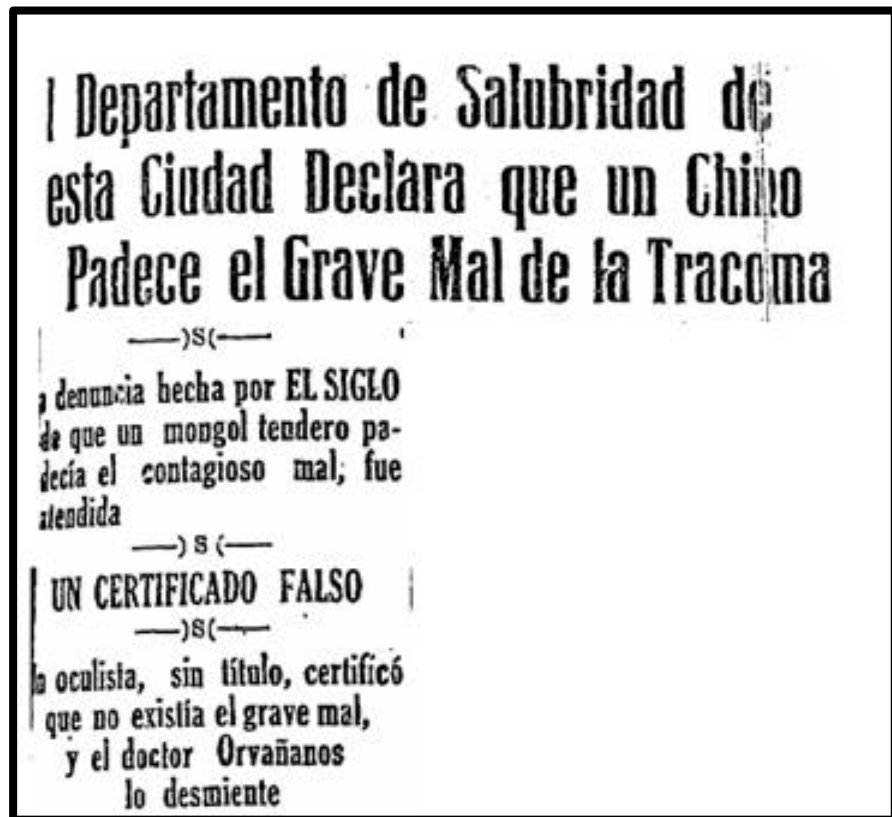 l Departamento de Salubridad de
esta Ciudad Declara que un Chino
Padece el Grave Mal de la Tracoma
——)S(——
a denuncia hecha por EL SIGLO
de que un mongol tendero pa-
decía el contagioso mal, fue
atendida
——) S (——
UN CERTIFICADO FALSO
——)S(——
oculista, sin título, certificó
que no existía el grave mal,
y el doctor Orvañanos
lo desmiente